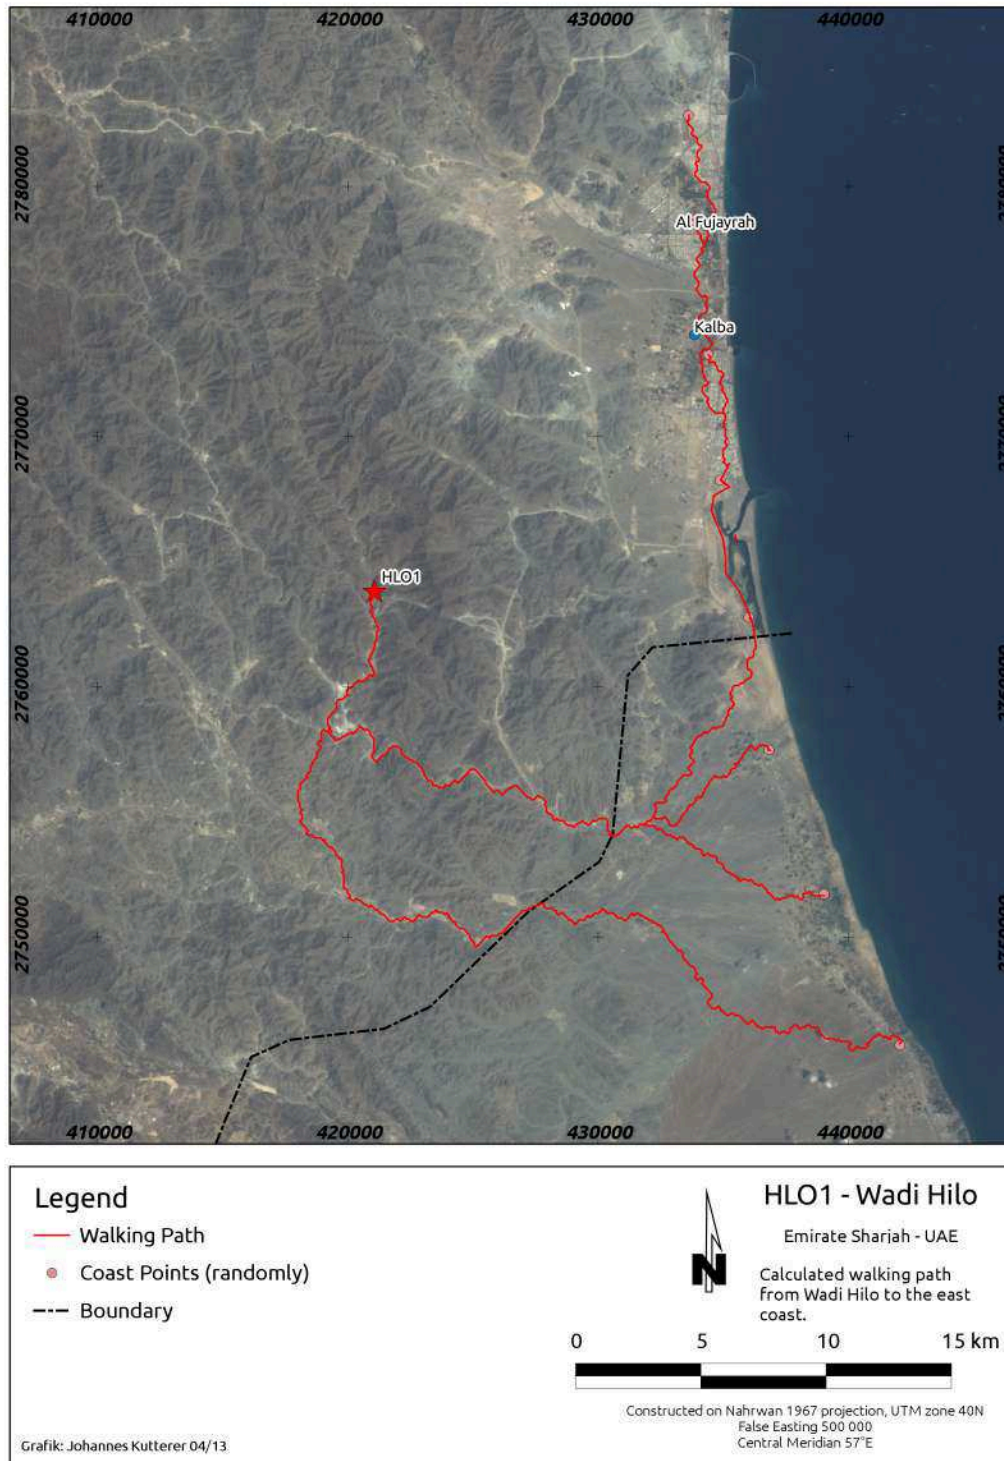 410000 420000 430000 440000
2780000
Al Fujayrah
Kalba
2770000
HLO1
2760000
2750000
410000 420000 430000 440000
Legend
Walking Path
Coast Points (randomly)
Boundary
N
HLO1 - Wadi Hilo
Emirate Sharjah - UAE
Calculated walking path
from Wadi Hilo to the east
coast.
0 5 10 15 km
Constructed on Nahrwan 1967 projection, UTM zone 40N
False Easting 500 000
Central Meridian 57°E
Grafik: Johannes Kutterer 04/13